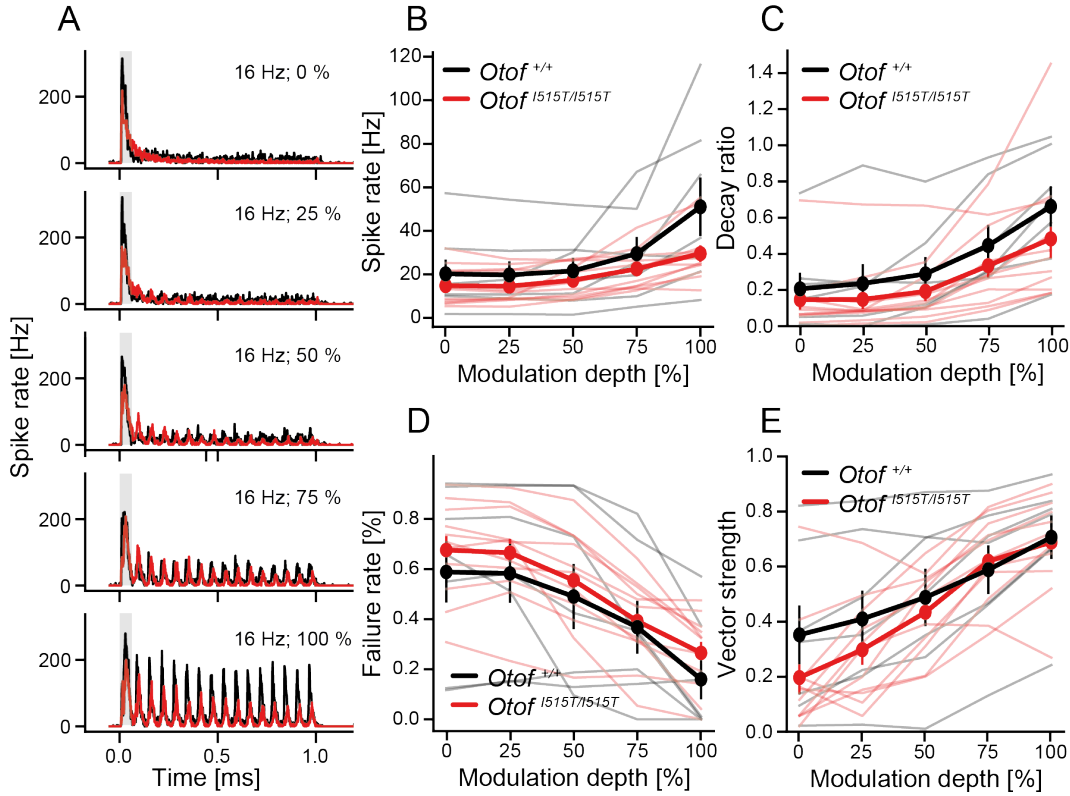 A
Spike rate [Hz]
16 Hz; 0 %
200
0
16 Hz; 25 %
200
0
16 Hz; 50 %
200
0
16 Hz; 75 %
200
0
16 Hz; 100 %
200
0
0.0 0.5 1.0
Time [ms]
B
Spike rate [Hz]
120
100
80
60
40
20
0
Otof +/+
Otof I515T/I515T
0 25 50 75 100
Modulation depth [%]
C
Decay ratio
1.4
1.2
1.0
0.8
0.6
0.4
0.2
0.0
Otof +/+
Otof I515T/I515T
0 25 50 75 100
Modulation depth [%]
D
Failure rate [%]
0.8
0.6
0.4
0.2
0.0
Otof +/+
Otof I515T/I515T
0 25 50 75 100
Modulation depth [%]
E
Vector strength
1.0
0.8
0.6
0.4
0.2
0.0
Otof +/+
Otof I515T/I515T
0 25 50 75 100
Modulation depth [%]